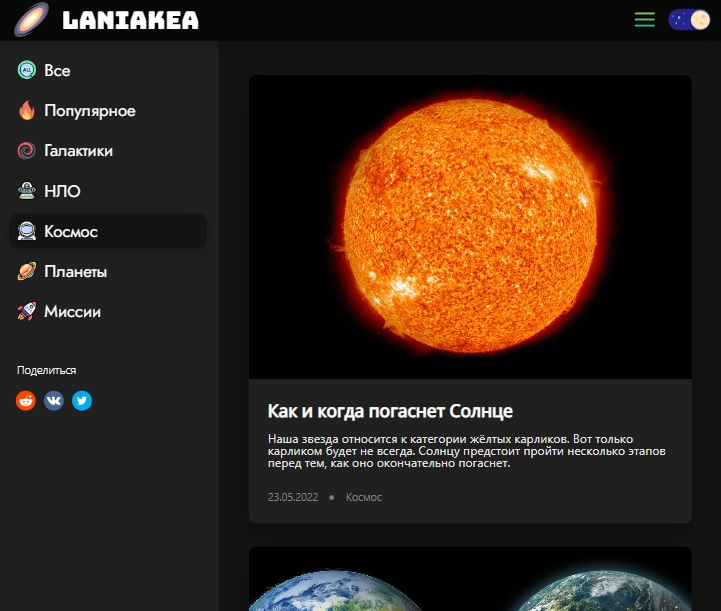 LANIAKEA
ALL
Все
Популярное
Галактики
НЛО
Космос
Планеты
Миссии
Поделиться
Как и когда погаснет Солнце
Наша звезда относится к категории жёлтых карликов. Вот только
карликом будет не всегда. Солнцу предстоит пройти несколько этапов
перед тем, как оно окончательно погаснет.
23.05.2022 • Космос